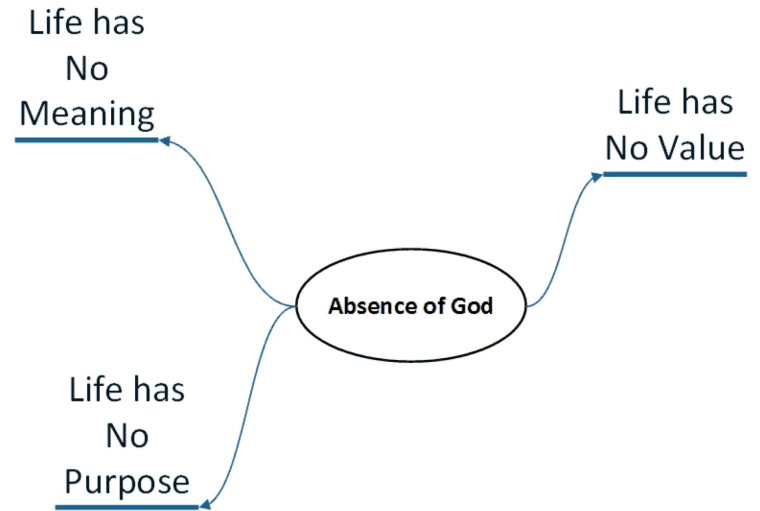 Life has
No
Meaning
Life has
No Value
Absence of God
Life has
No
Purpose